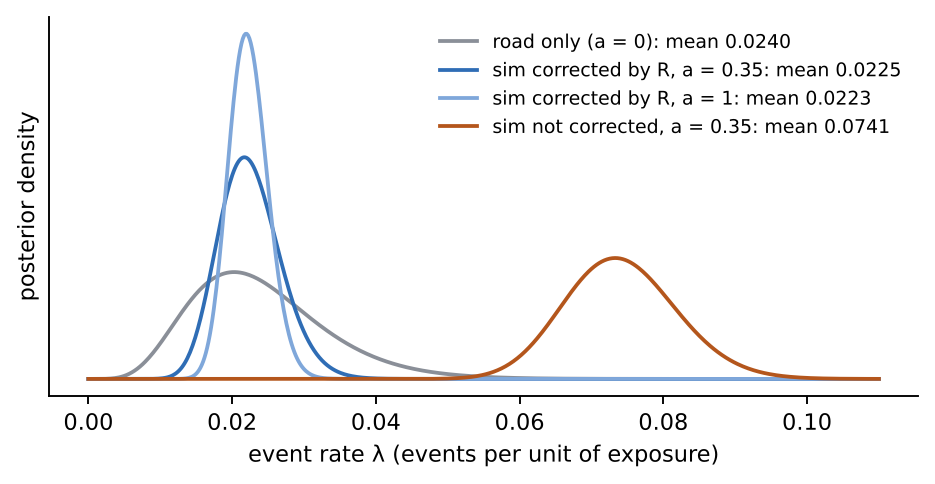 road only (a = 0): mean 0.0240
sim corrected by R, a = 0.35: mean 0.0225
sim corrected by R, a = 1: mean 0.0223
sim not corrected, a = 0.35: mean 0.0741
posterior density
0.00 0.02 0.04 0.06 0.08 0.10
event rate λ (events per unit of exposure)